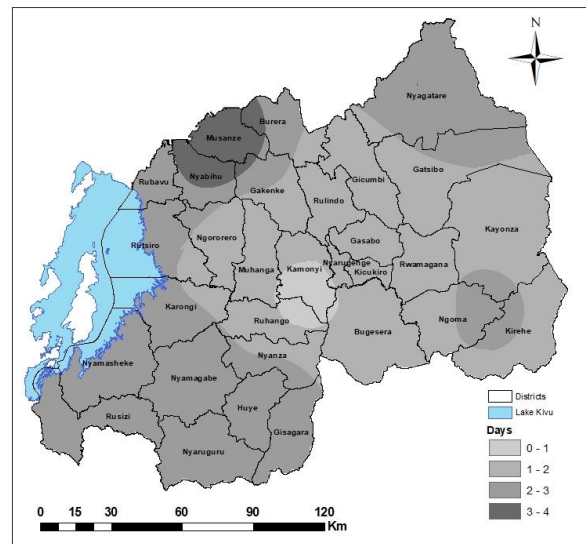 N
Nyagatare
Burera
Musanze
Nyabihu
Rubavu
Gakenke
Gicumbi
Gatsibo
Rulindo
Kayonza
Rutsiro
Ngororero
Gasabo
Muhanga
Kamonyi
Nyarugenge
Kicukiro
Rwamagana
Karongi
Ruhango
Bugesera
Ngoma
Kirehe
Nyamasheke
Nyanza
Nyamagabe
Huye
Rusizi
Gisagara
Nyaruguru
Districts
Lake Kivu
Days
0 - 1
1 - 2
2 - 3
3 - 4
0 15 30 60 90 120
Km